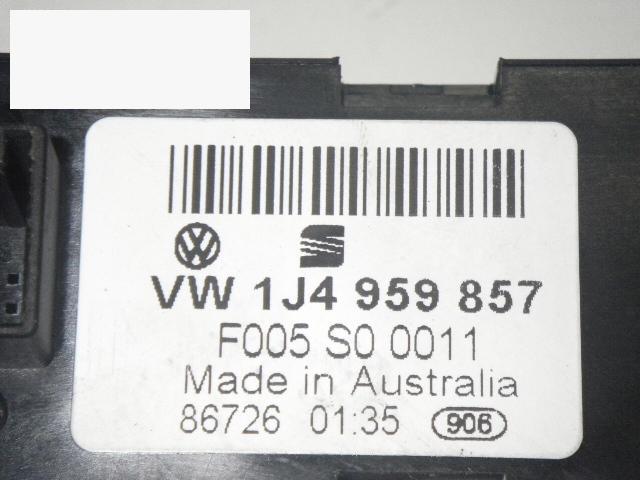 VW 1J4 959 857
F005 S0 0011
Made in Australia
86726 01:35 906